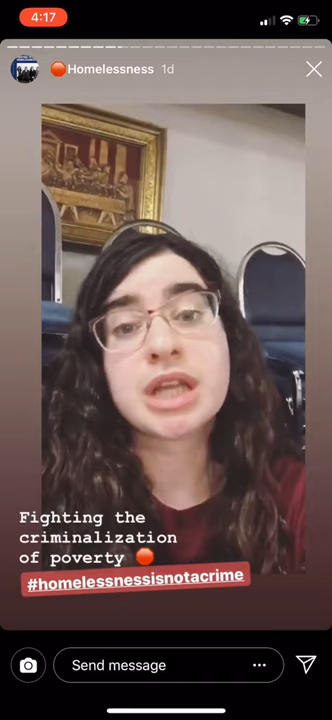 4:17
🔴Homelessness 1d
Fighting the
criminalization
of poverty 🔴
#homelessnessisnotacrime
Send message